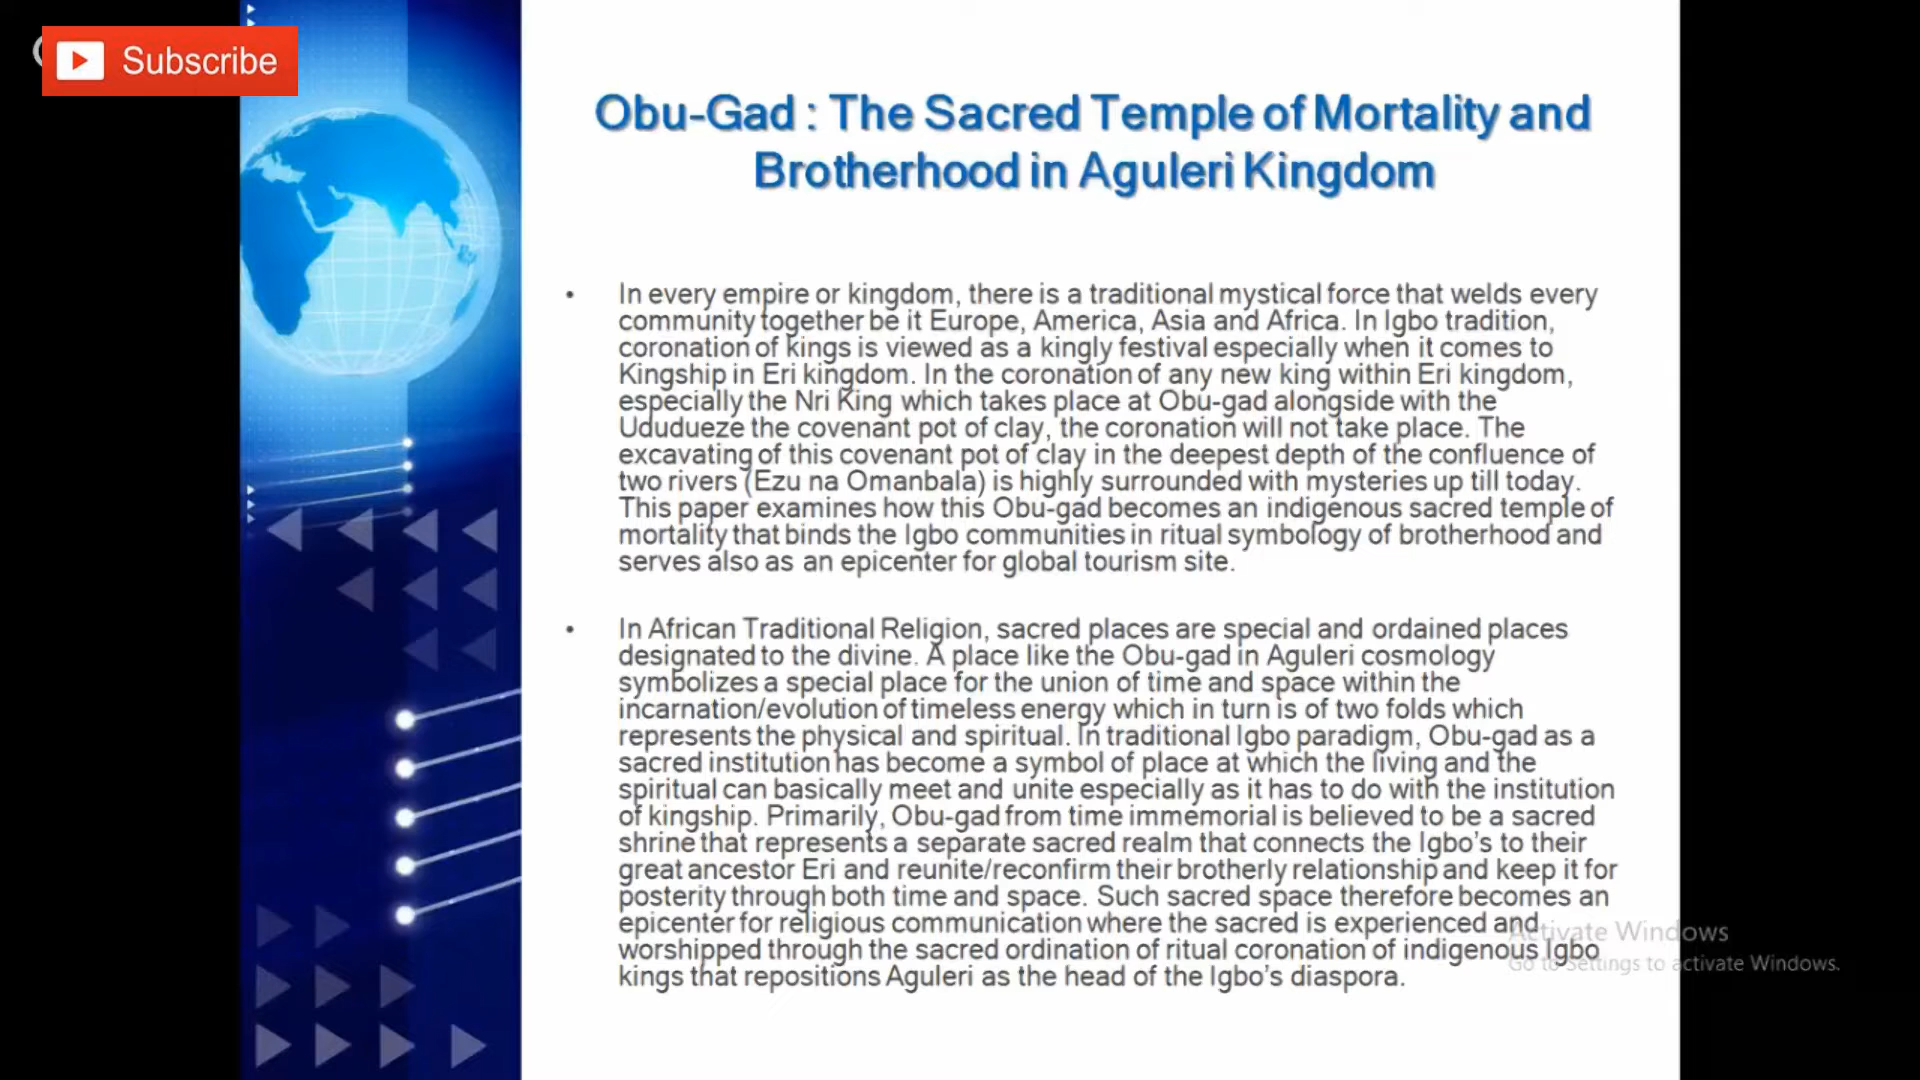 Subscribe
Obu-Gad : The Sacred Temple of Mortality and
Brotherhood in Aguleri Kingdom
• In every empire or kingdom, there is a traditional mystical force that welds every
community together be it Europe, America, Asia and Africa. In Igbo tradition,
coronation of kings is viewed as a kingly festival especially when it comes to
Kingship in Eri kingdom. In the coronation of any new king within Eri kingdom,
especially the Nri King which takes place at Obu-gad alongside with the
Ududueze the covenant pot of clay, the coronation will not take place. The
excavating of this covenant pot of clay in the deepest depth of the confluence of
two rivers (Ezu na Omanbala) is highly surrounded with mysteries up till today.
This paper examines how this Obu-gad becomes an indigenous sacred temple of
mortality that binds the Igbo communities in ritual symbology of brotherhood and
serves also as an epicenter for global tourism site.
• In African Traditional Religion, sacred places are special and ordained places
designated to the divine. A place like the Obu-gad in Aguleri cosmology
symbolizes a special place for the union of time and space within the
incarnation/evolution of timeless energy which in turn is of two folds which
represents the physical and spiritual. In traditional Igbo paradigm, Obu-gad as a
sacred institution has become a symbol of place at which the living and the
spiritual can basically meet and unite especially as it has to do with the institution
of kingship. Primarily, Obu-gad from time immemorial is believed to be a sacred
shrine that represents a separate sacred realm that connects the Igbo's to their
great ancestor Eri and reunite/reconfirm their brotherly relationship and keep it for
posterity through both time and space. Such sacred space therefore becomes an
epicenter for religious communication where the sacred is experienced and
worshipped through the sacred ordination of ritual coronation of indigenous Igbo
kings that repositions Aguleri as the head of the Igbo's diaspora.
Activate Windows
Go to Settings to activate Windows.